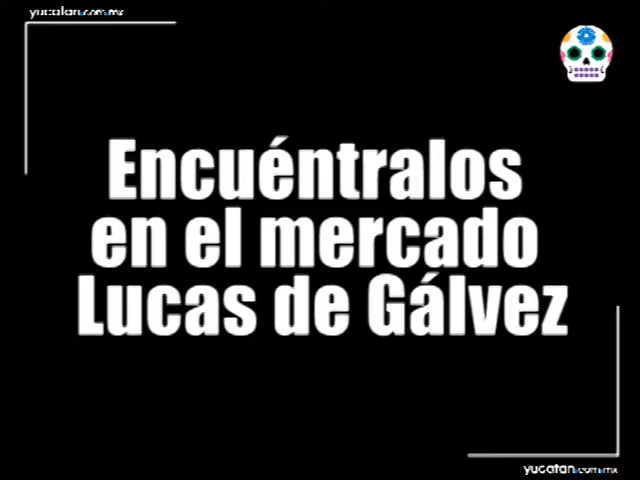 yucatan.com.mx
Encuéntralos
en el mercado
Lucas de Gálvez
yucatan.com.mx